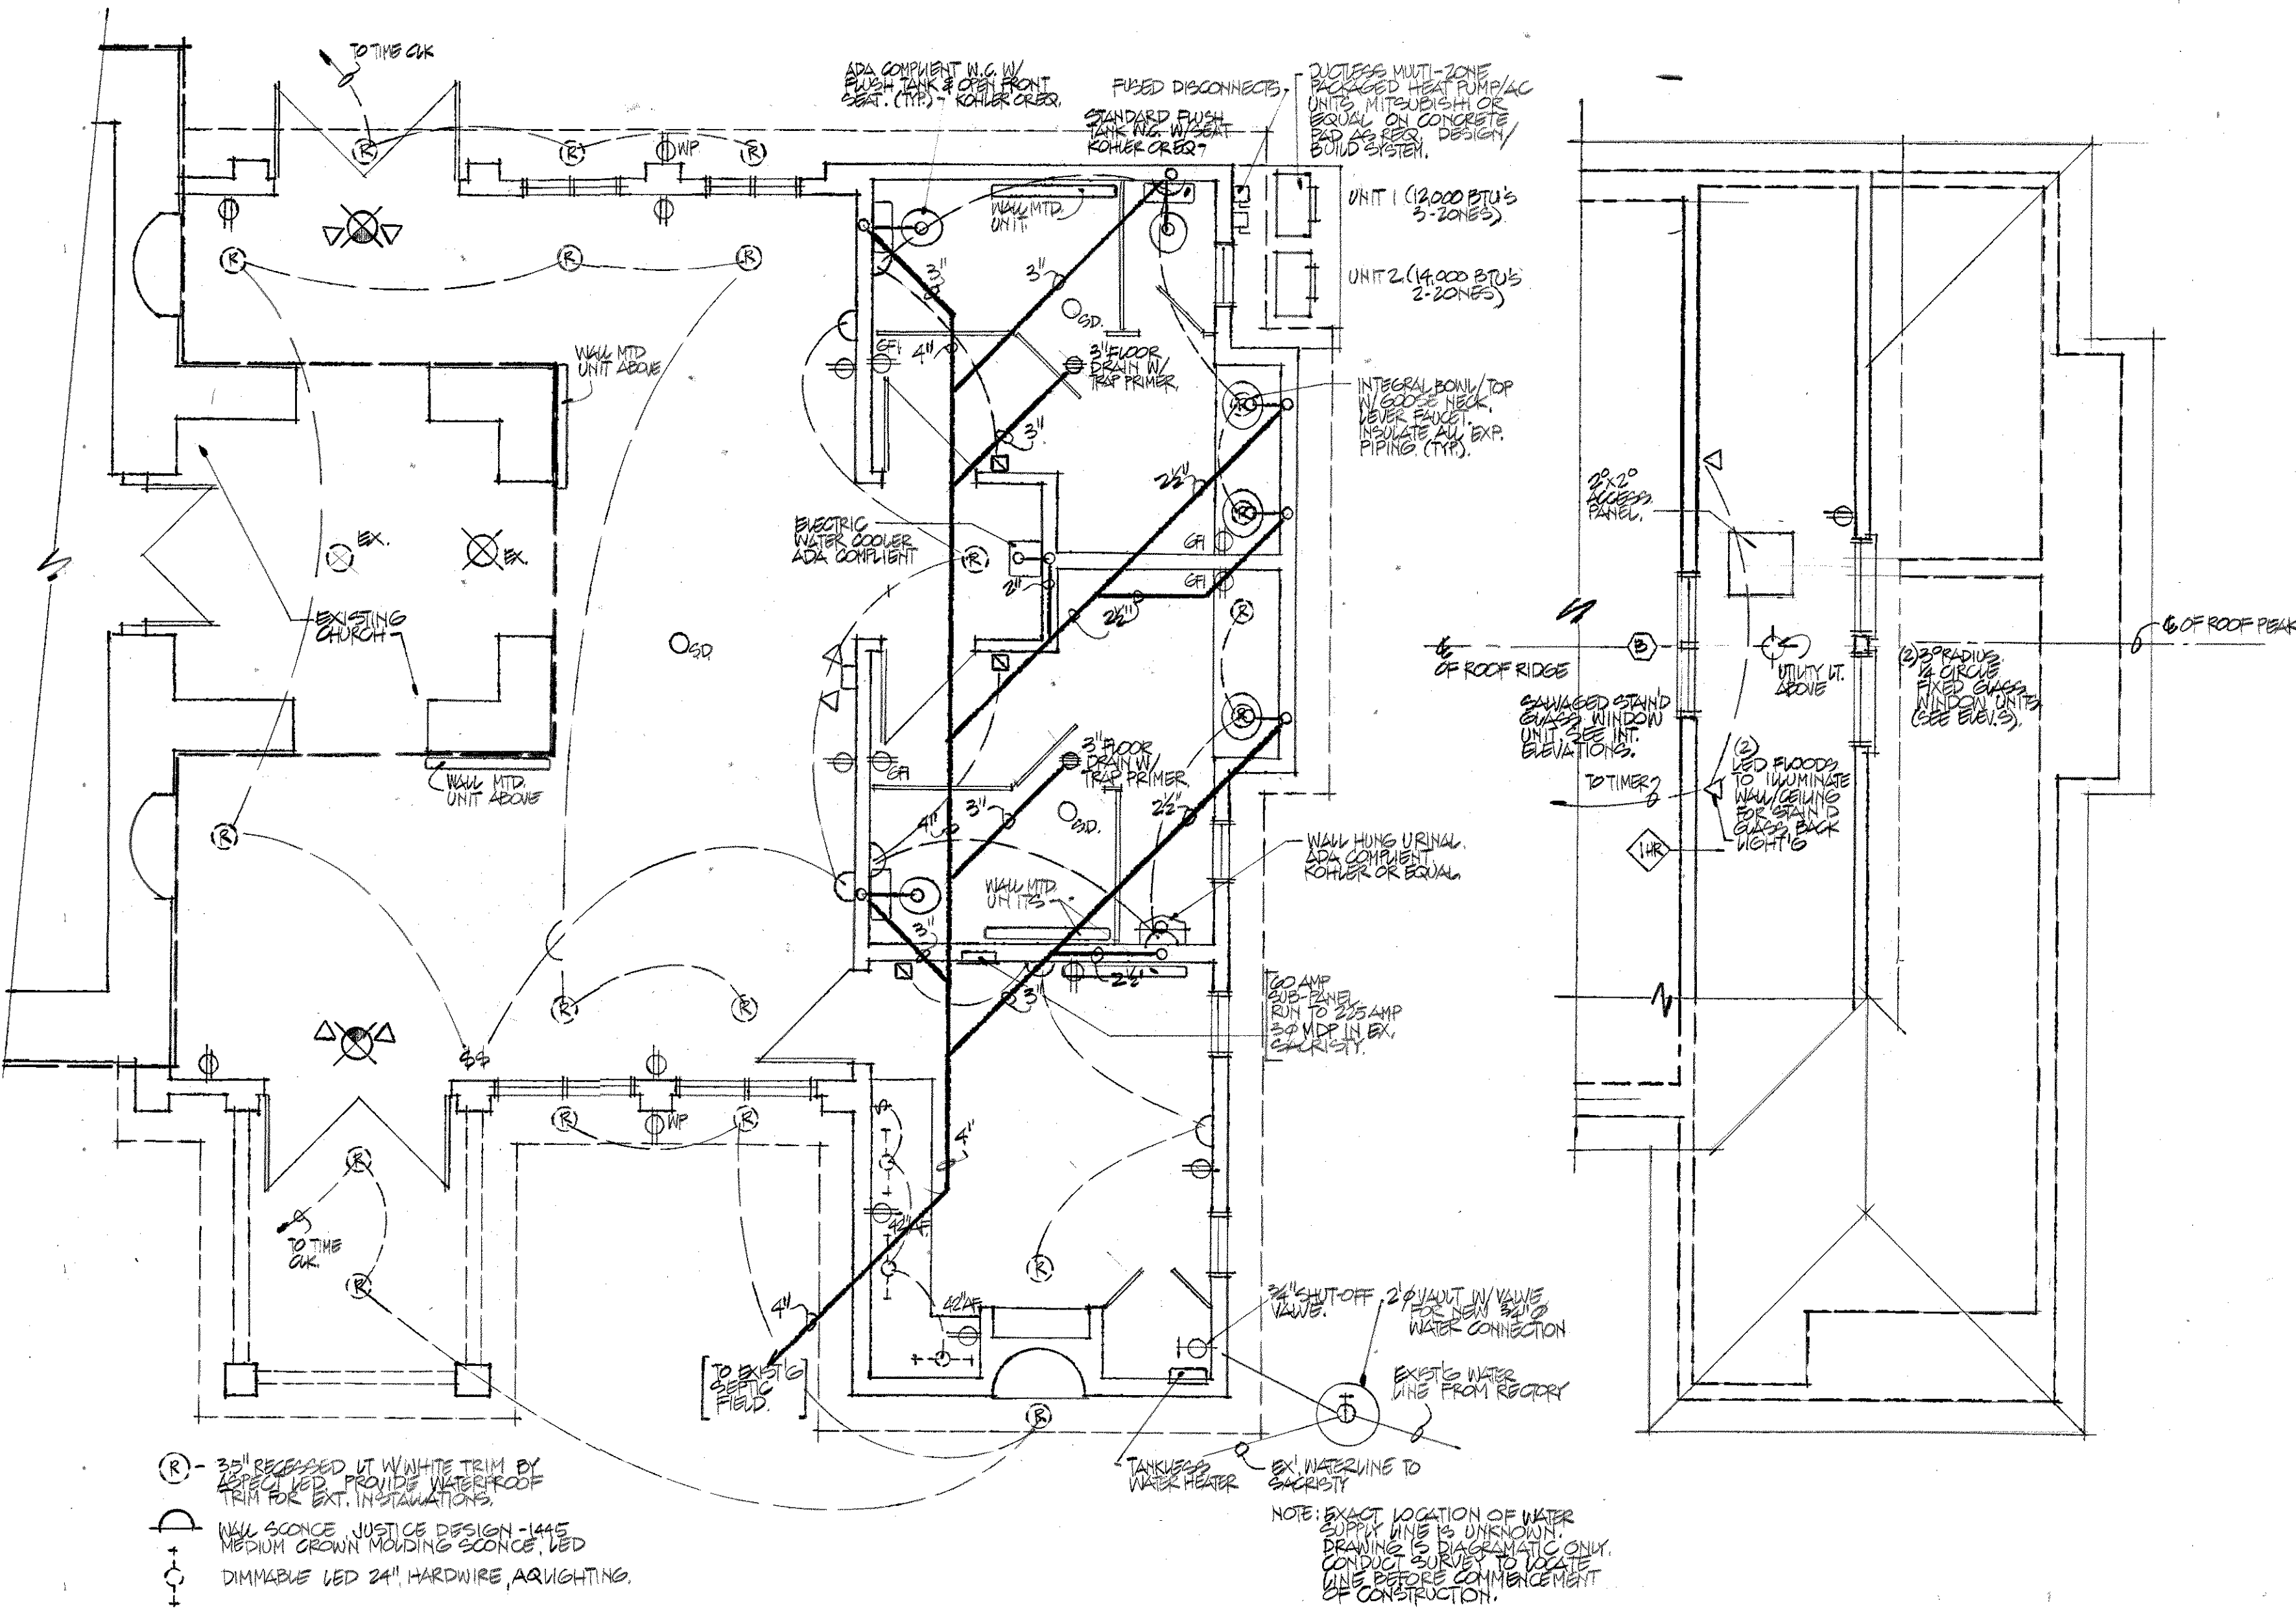 TO TIME CLK
ADA COMPLIENT W.C. W/
FLUSH TANK & OPEN FRONT
SEAT. (TYP.) - KOHLER OR EQ.
FUSED DISCONNECTS
STANDARD FLUSH
TANK W.C. W/SEAT
KOHLER OR EQ.
DUCTLESS MULTI-ZONE
PACKAGED HEAT PUMP/AC
UNITS, MITSUBISHI OR
EQUAL ON CONCRETE
PAD AS REQ. DESIGN/
BUILD SYSTEM.
R
R
WP
R
WALL MTD.
UNIT.
UNIT 1 (12,000 BTU'S
3-ZONES)
UNIT 2 (14,000 BTU'S
2-ZONES)
R
R
R
3"
3"
SD.
GFI
4"
3" FLOOR
DRAIN W/
TRAP PRIMER.
WALL MTD
UNIT ABOVE
R
INTEGRAL BOWL/TOP
W/ GOOSE NECK,
LEVER FAUCET.
INSULATE ALL EXP.
PIPING. (TYP.)
3"
2½"
R
2⁰x2⁰
ACCESS
PANEL.
ELECTRIC
WATER COOLER
ADA COMPLIENT
R
GFI
GFI
EX.
EX.
2"
2½"
R
EXISTING
CHURCH
SD
℄ OF ROOF RIDGE
B
UTILITY LT.
ABOVE
(2) 3⁰ RADIUS
¼ CIRCLE
FIXED GLASS
WINDOW UNITS
(SEE ELEV.S).
℄ OF ROOF PEAK
SALVAGED STAIN'D
GLASS WINDOW
UNIT. SEE INT.
ELEVATIONS.
R
GFI
3" FLOOR
DRAIN W/
TRAP PRIMER.
WALL MTD.
UNIT ABOVE
TO TIMER
(2)
LED FLOODS
TO ILLUMINATE
WALL/CEILING
FOR STAIN'D
GLASS BACK
LIGHT'G
1HR
R
4"
3"
SD.
2½"
WALL HUNG URINAL.
ADA COMPLIENT
KOHLER OR EQUAL
WALL MTD.
UNITS
3"
2½"
3"
60 AMP
SUB-PANEL
RUN TO 225 AMP
3Ø MDP IN EX.
SACRISTY.
R
R
$$
R
WP
R
$
4"
R
TO TIME
CLK.
R
42" AF
42" AF
R
4"
TO EXIST'G
SEPTIC
FIELD.
¾" SHUT-OFF
VALVE.
2'Ø VAULT W/VALVE
FOR NEW ¾"Ø
WATER CONNECTION
EXIST'G WATER
LINE FROM RECTORY
R
TANKLESS
WATER HEATER
EX. WATERLINE TO
SACRISTY
NOTE: EXACT LOCATION OF WATER
SUPPLY LINE IS UNKNOWN.
DRAWING IS DIAGRAMATIC ONLY.
CONDUCT SURVEY TO LOCATE
LINE BEFORE COMMENCEMENT
OF CONSTRUCTION.
R - 3.5" RECESSED LT W/WHITE TRIM BY
ASPECT LED. PROVIDE WATERPROOF
TRIM FOR EXT. INSTALLATIONS.
WALL SCONCE, JUSTICE DESIGN-1445
MEDIUM CROWN MOLDING SCONCE, LED
DIMMABLE LED 24", HARDWIRE, AQLIGHTING.